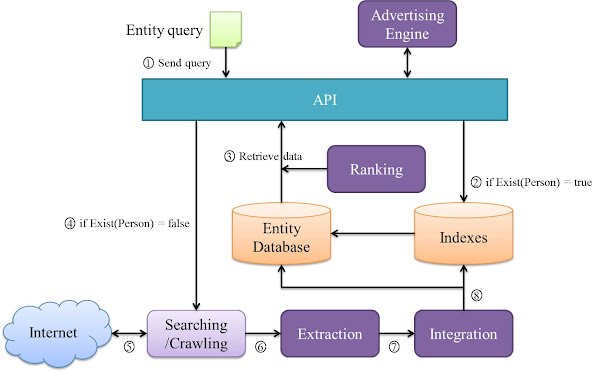 Entity query
Advertising
Engine
① Send query
API
③ Retrieve data
Ranking
② if Exist(Person) = true
④ if Exist(Person) = false
Entity
Database
Indexes
⑧
Internet
Searching
/Crawling
Extraction
Integration
⑤
⑥
⑦